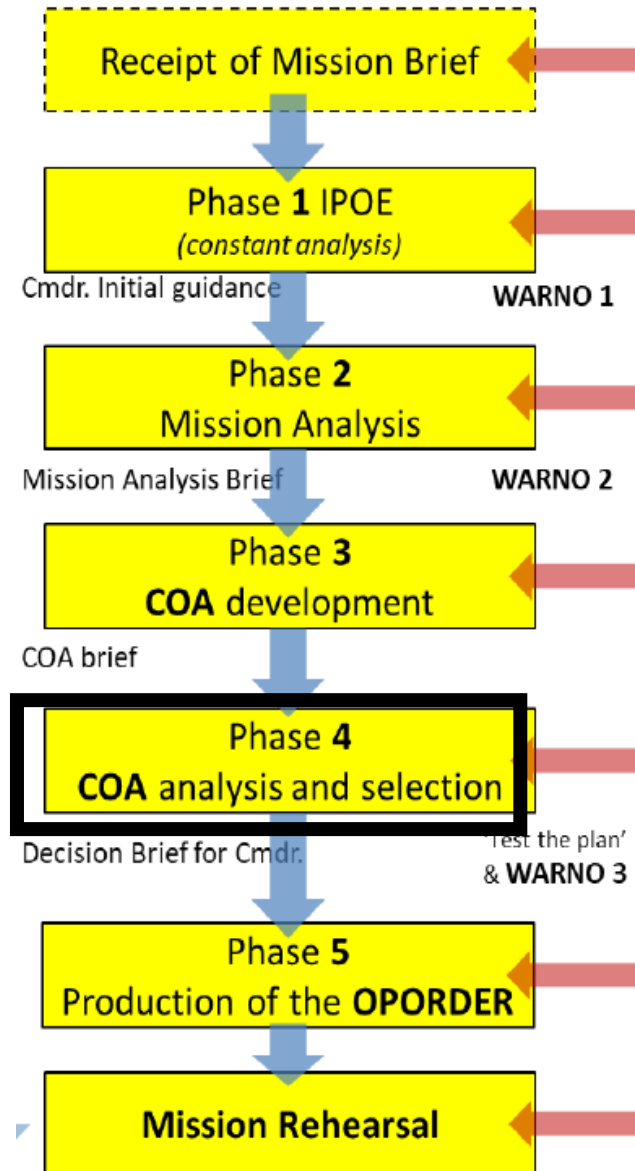 Receipt of Mission Brief
Phase 1 IPOE
(constant analysis)
Cmdr. Initial guidance
WARNO 1
Phase 2
Mission Analysis
Mission Analysis Brief
WARNO 2
Phase 3
COA development
COA brief
Phase 4
COA analysis and selection
Decision Brief for Cmdr.
'Test the plan'
& WARNO 3
Phase 5
Production of the OPORDER
Mission Rehearsal